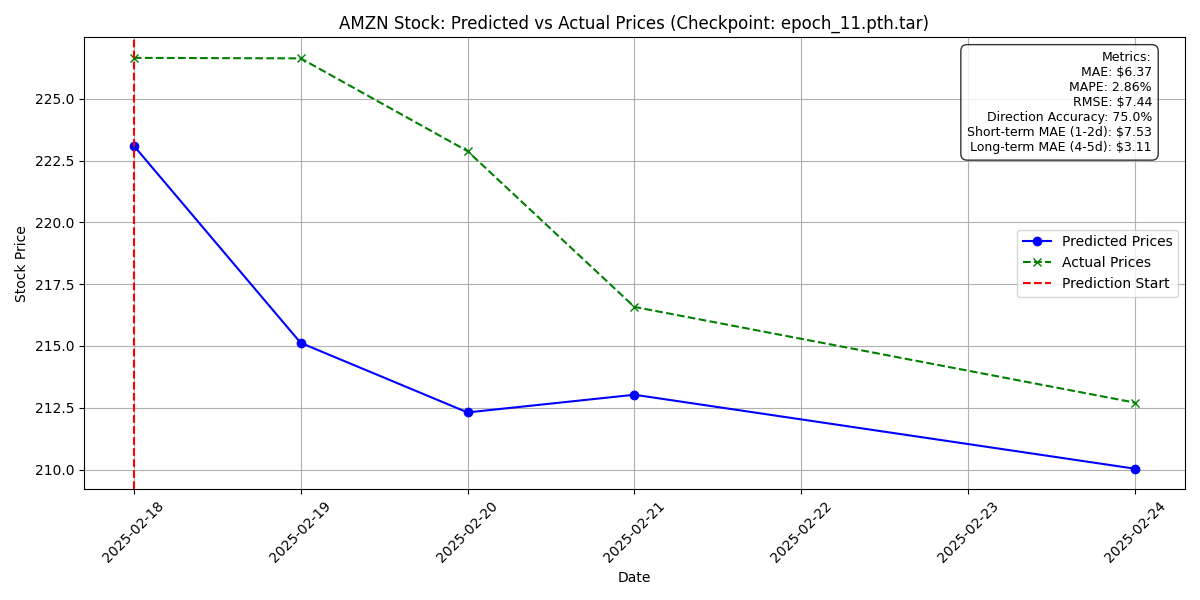 AMZN Stock: Predicted vs Actual Prices (Checkpoint: epoch_11.pth.tar)
Metrics:
MAE: $6.37
MAPE: 2.86%
RMSE: $7.44
Direction Accuracy: 75.0%
Short-term MAE (1-2d): $7.53
Long-term MAE (4-5d): $3.11
Predicted Prices
Actual Prices
Prediction Start
Stock Price
225.0
222.5
220.0
217.5
215.0
212.5
210.0
2025-02-18
2025-02-19
2025-02-20
2025-02-21
2025-02-22
2025-02-23
2025-02-24
Date